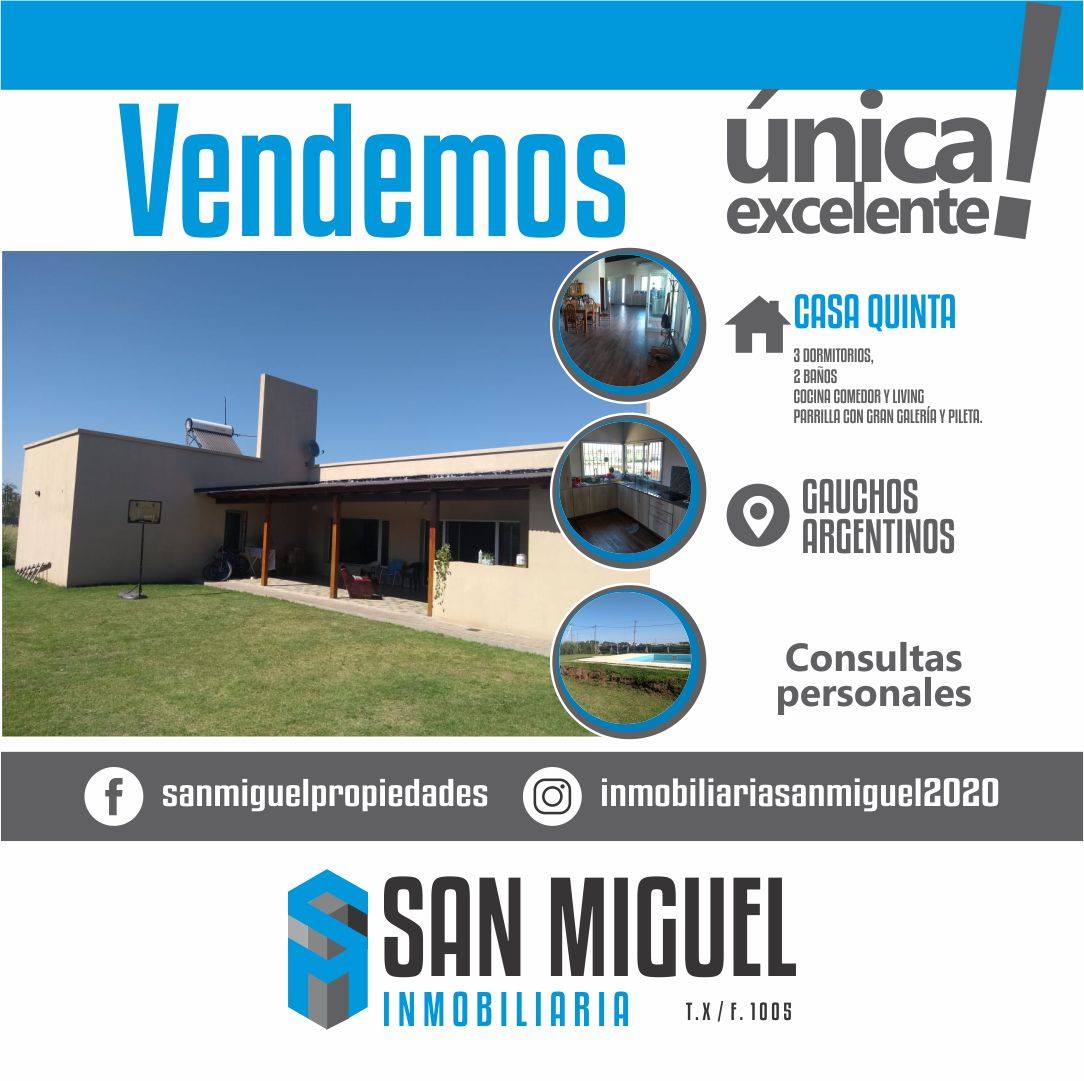 Vendemos
única
excelente!
CASA QUINTA
3 DORMITORIOS,
2 BAÑOS
COCINA COMEDOR Y LIVING
PARRILLA CON GRAN GALERÍA Y PILETA.
GAUCHOS
ARGENTINOS
Consultas
personales
sanmiguelpropiedades
inmobiliariasanmiguel2020
SAN MIGUEL
INMOBILIARIA
T.X / F. 1005